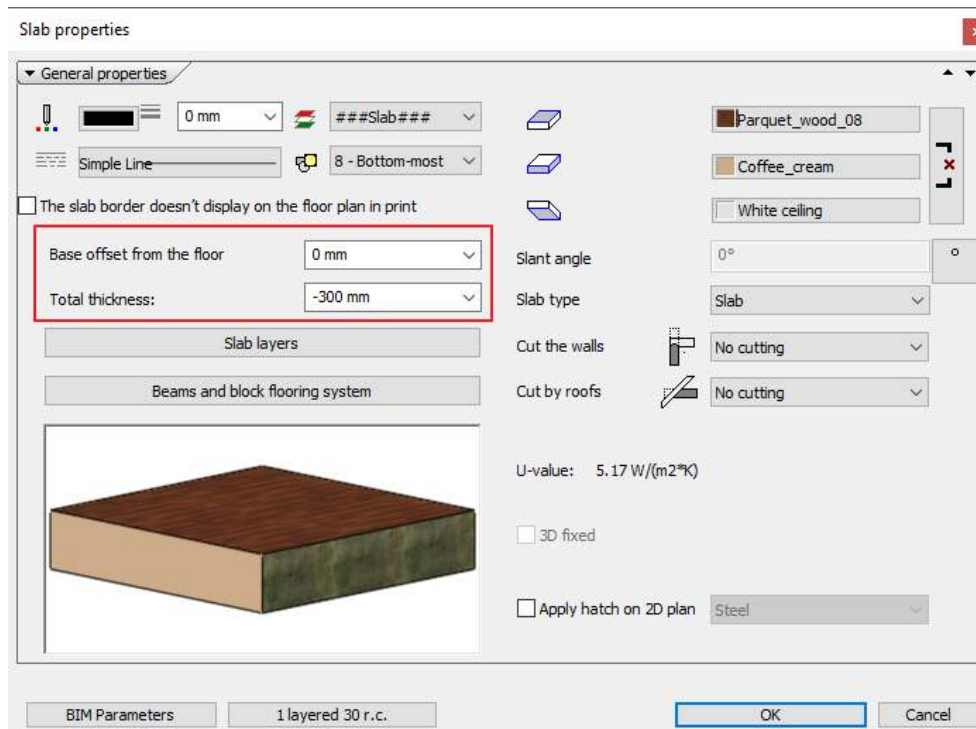 Slab properties
General properties
0 mm
###Slab###
Parquet_wood_08
Simple Line
8 - Bottom-most
Coffee_cream
The slab border doesn't display on the floor plan in print
White ceiling
Base offset from the floor
0 mm
Slant angle
0°
Total thickness:
-300 mm
Slab type
Slab
Slab layers
Cut the walls
No cutting
Beams and block flooring system
Cut by roofs
No cutting
U-value: 5.17 W/(m2*K)
3D fixed
Apply hatch on 2D plan
Steel
BIM Parameters
1 layered 30 r.c.
OK
Cancel